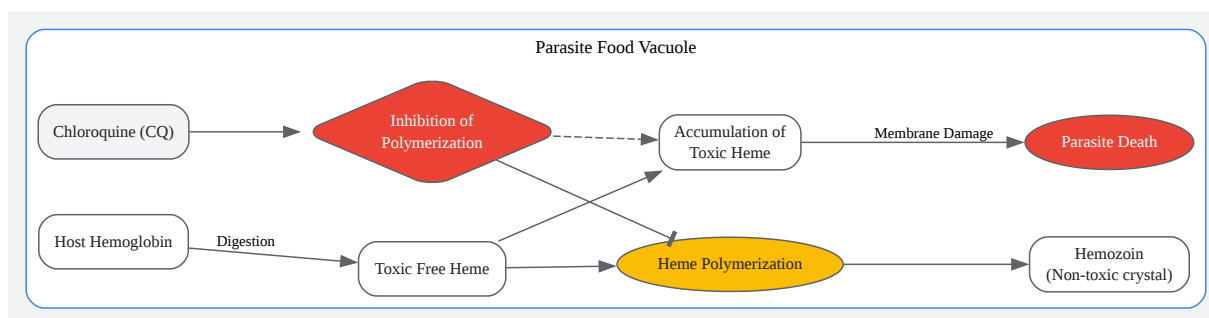 Parasite Food Vacuole
Chloroquine (CQ)
Inhibition of
Polymerization
Accumulation of
Toxic Heme
Membrane Damage
Parasite Death
Host Hemoglobin
Digestion
Toxic Free Heme
Heme Polymerization
Hemozoin
(Non-toxic crystal)